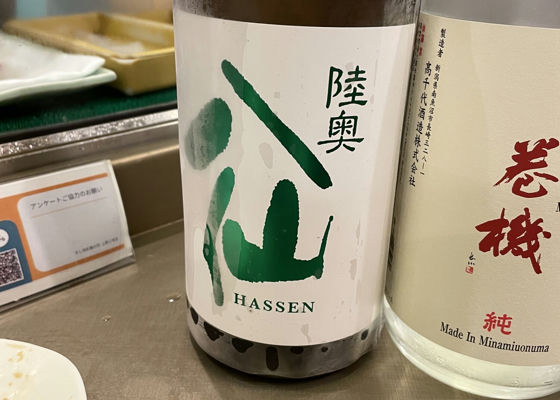 陸奥
八仙
HASSEN
製造者 新潟県南魚沼市長崎三二八-一
高千代酒造株式会社
巻機
純
Made In Minamiuonuma
アンケートご協力のお願い